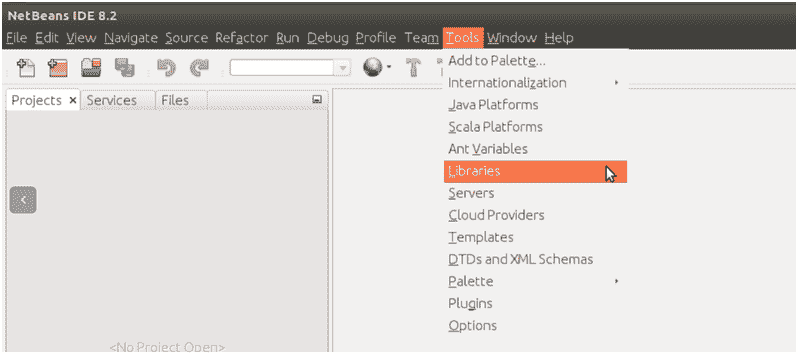 NetBeans IDE 8.2
File Edit View Navigate Source Refactor Run Debug Profile Team Tools Window Help
Add to Palette...
Internationalization
Projects Services Files
Java Platforms
Scala Platforms
Ant Variables
Libraries
Servers
Cloud Providers
Templates
DTDs and XML Schemas
Palette
Plugins
Options
<No Project Open>